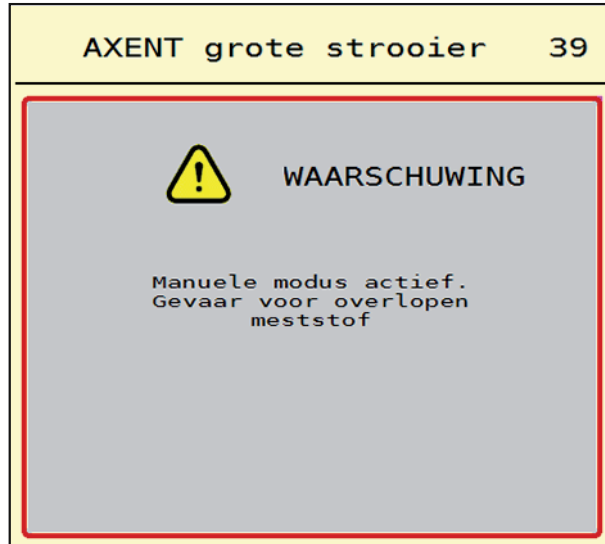 AXENT grote strooier 39
WAARSCHUWING
Manuele modus actief.
Gevaar voor overlopen
meststof